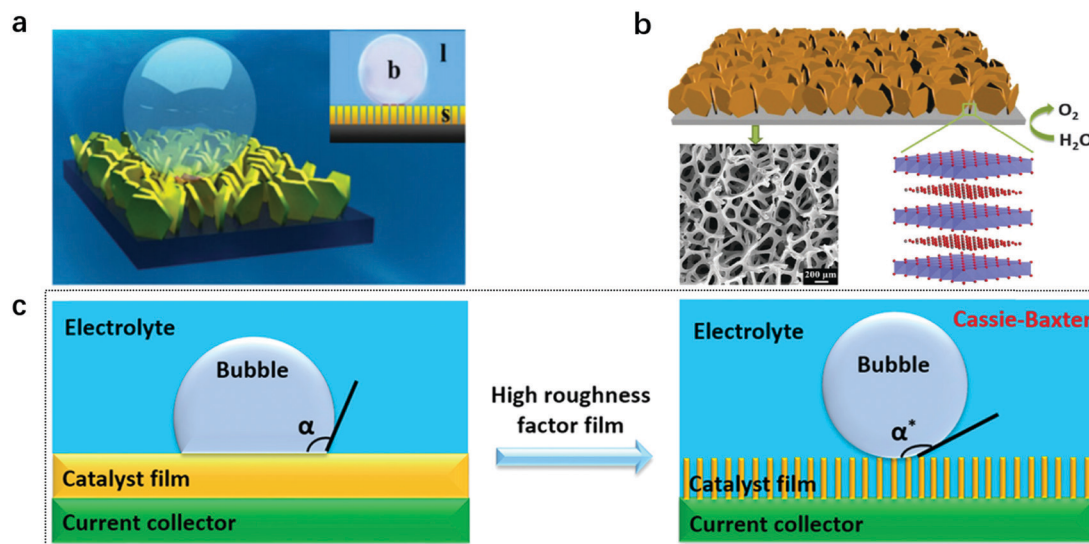 a
l
b
s
b
O₂
H₂O
200 μm
c
Electrolyte
Bubble
α
Catalyst film
Current collector
High roughness
factor film
Electrolyte
Cassie-Baxter
Bubble
α*
Catalyst film
Current collector